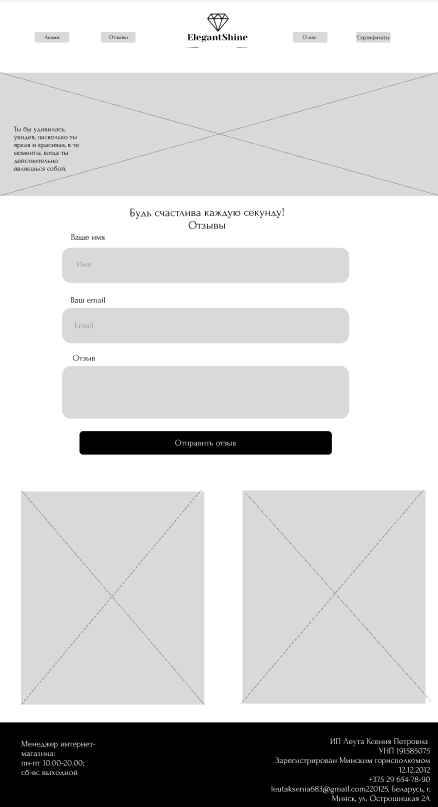 Акции
Отзывы
ElegantShine
О нас
Сертификаты
Ты бы удивилась,
увидев, насколько ты
яркая и красивая, в те
моменты, когда ты
действительно
являешься собой.
Будь счастлива каждую секунду!
Отзывы
Ваше имя
Имя
Ваш email
Email
Отзыв
Отправить отзыв
Менеджер интернет-
магазина:
пн-пт 10.00-20.00;
сб-вс выходной
ИП Леута Ксения Петровна
УНП 191585075
Зарегистрирован Минским горисполкомом
12.12.2012
+375 29 654-78-90
leutaksenia683@gmail.com220125, Беларусь, г.
Минск, ул. Острошицкая 2А